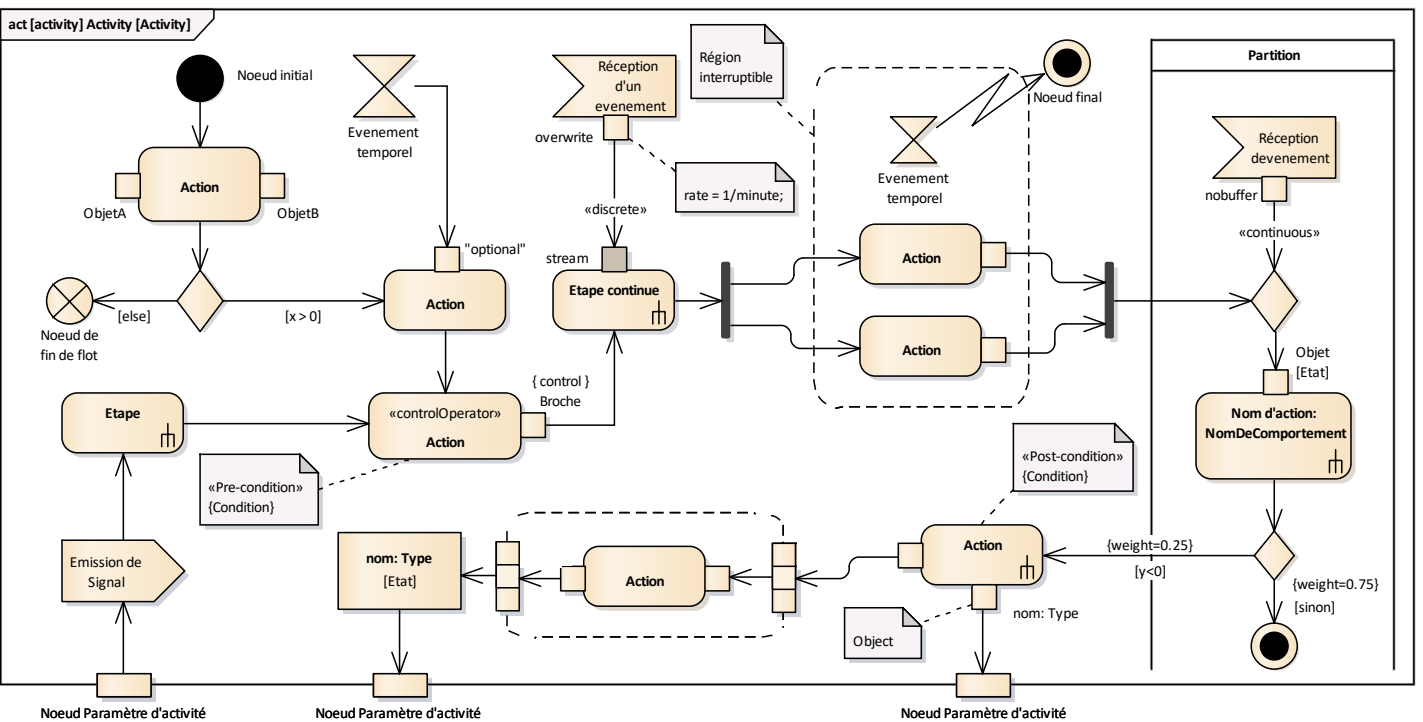 act [activity] Activity [Activity]
Noeud initial
Evenement
temporel
Réception
d'un
evenement
overwrite
Région
interruptible
Noeud final
Partition
Action
ObjetA
ObjetB
rate = 1/minute;
Evenement
temporel
Réception
devenement
nobuffer
«discrete»
«continuous»
"optional"
stream
Action
Etape continue
Action
Action
[else]
[x > 0]
Noeud de
fin de flot
Objet
[Etat]
{ control }
Broche
Etape
«controlOperator»
Action
Nom d'action:
NomDeComportement
«Pre-condition»
{Condition}
«Post-condition»
{Condition}
Emission de
Signal
nom: Type
[Etat]
Action
Action
{weight=0.25}
[y<0]
{weight=0.75}
[sinon]
nom: Type
Object
Noeud Paramètre d'activité
Noeud Paramètre d'activité
Noeud Paramètre d'activité